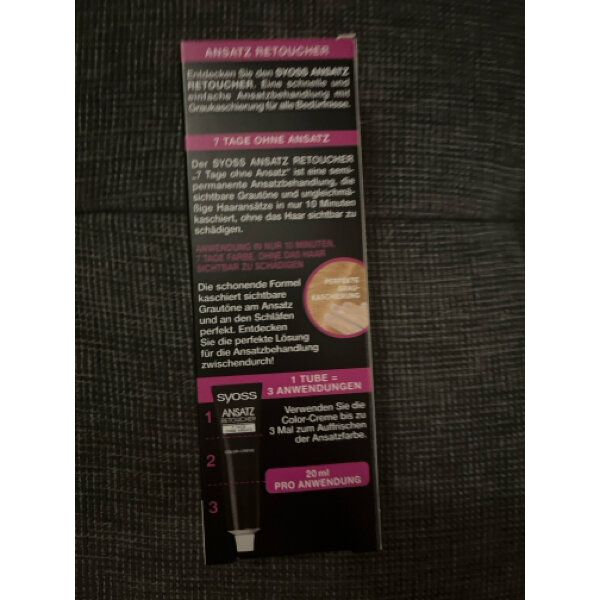 ANSATZ RETOUCHER
Entdecken Sie den SYOSS ANSATZ
RETOUCHER. Eine schnelle und
einfache Ansatzbehandlung mit
Graukaschierung für alle Bedürfnisse.
7 TAGE OHNE ANSATZ
Der SYOSS ANSATZ RETOUCHER
„7 Tage ohne Ansatz“ ist eine semi-
permanente Ansatzbehandlung, die
sichtbare Grautöne und ungleichmä-
ßige Haaransätze in nur 10 Minuten
kaschiert, ohne das Haar sichtbar zu
schädigen.
ANWENDUNG IN NUR 10 MINUTEN.
7 TAGE FARBE, OHNE DAS HAAR
SICHTBAR ZU SCHÄDIGEN
Die schonende Formel
kaschiert sichtbare
Grautöne am Ansatz
und an den Schläfen
perfekt. Entdecken
Sie die perfekte Lösung
für die Ansatzbehandlung
zwischendurch!
PERFEKTE
GRAU-
KASCHIERUNG
1 TUBE =
3 ANWENDUNGEN
Verwenden Sie die
Color-Creme bis zu
3 Mal zum Auffrischen
der Ansatzfarbe.
20 ml
PRO ANWENDUNG
syoss
ANSATZ
RETOUCHER
COLOR-CREME
1
2
3